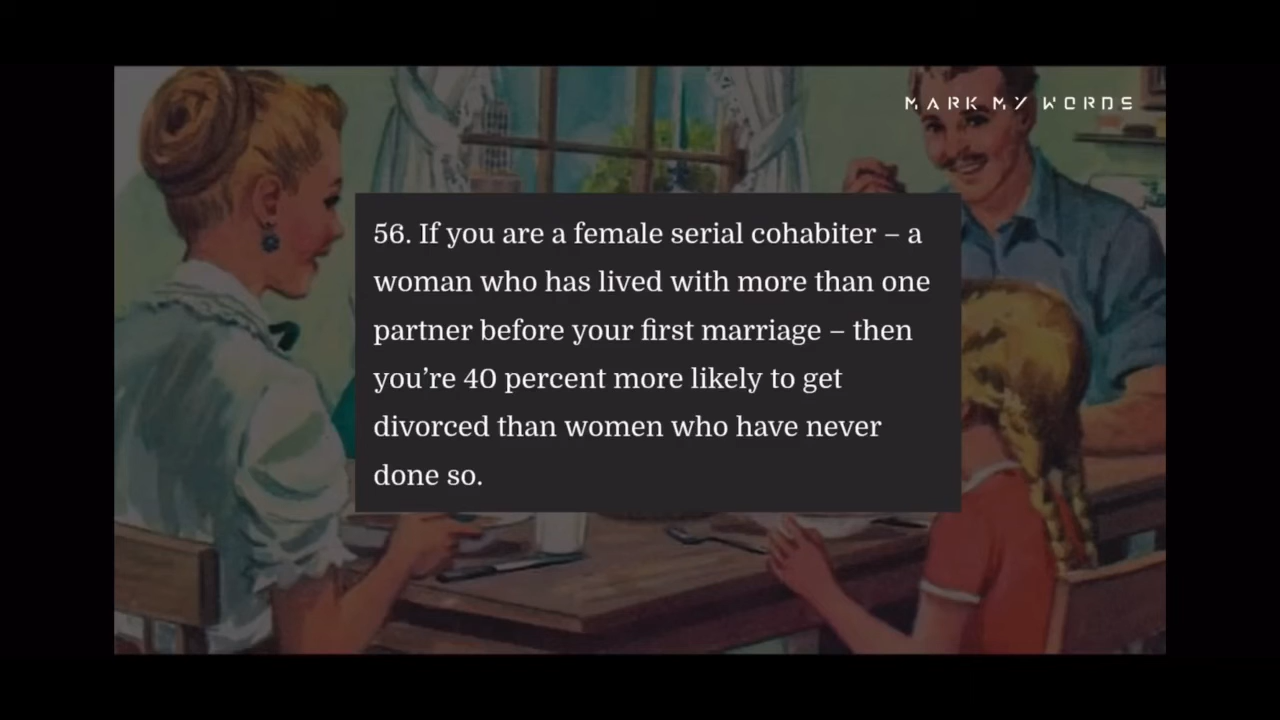 MARK MY WORDS
56. If you are a female serial cohabiter – a
woman who has lived with more than one
partner before your first marriage – then
you’re 40 percent more likely to get
divorced than women who have never
done so.